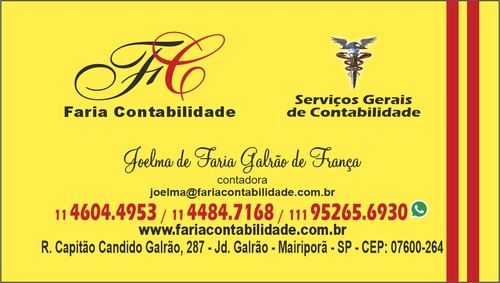 FC
Faria Contabilidade
Serviços Gerais
de Contabilidade
Joelma de Faria Galrão de França
contadora
joelma@fariacontabilidade.com.br
11 4604.4953 / 11 4484.7168 / 111 95265.6930
www.fariacontabilidade.com.br
R. Capitão Candido Galrão, 287 - Jd. Galrão - Mairiporã - SP - CEP: 07600-264